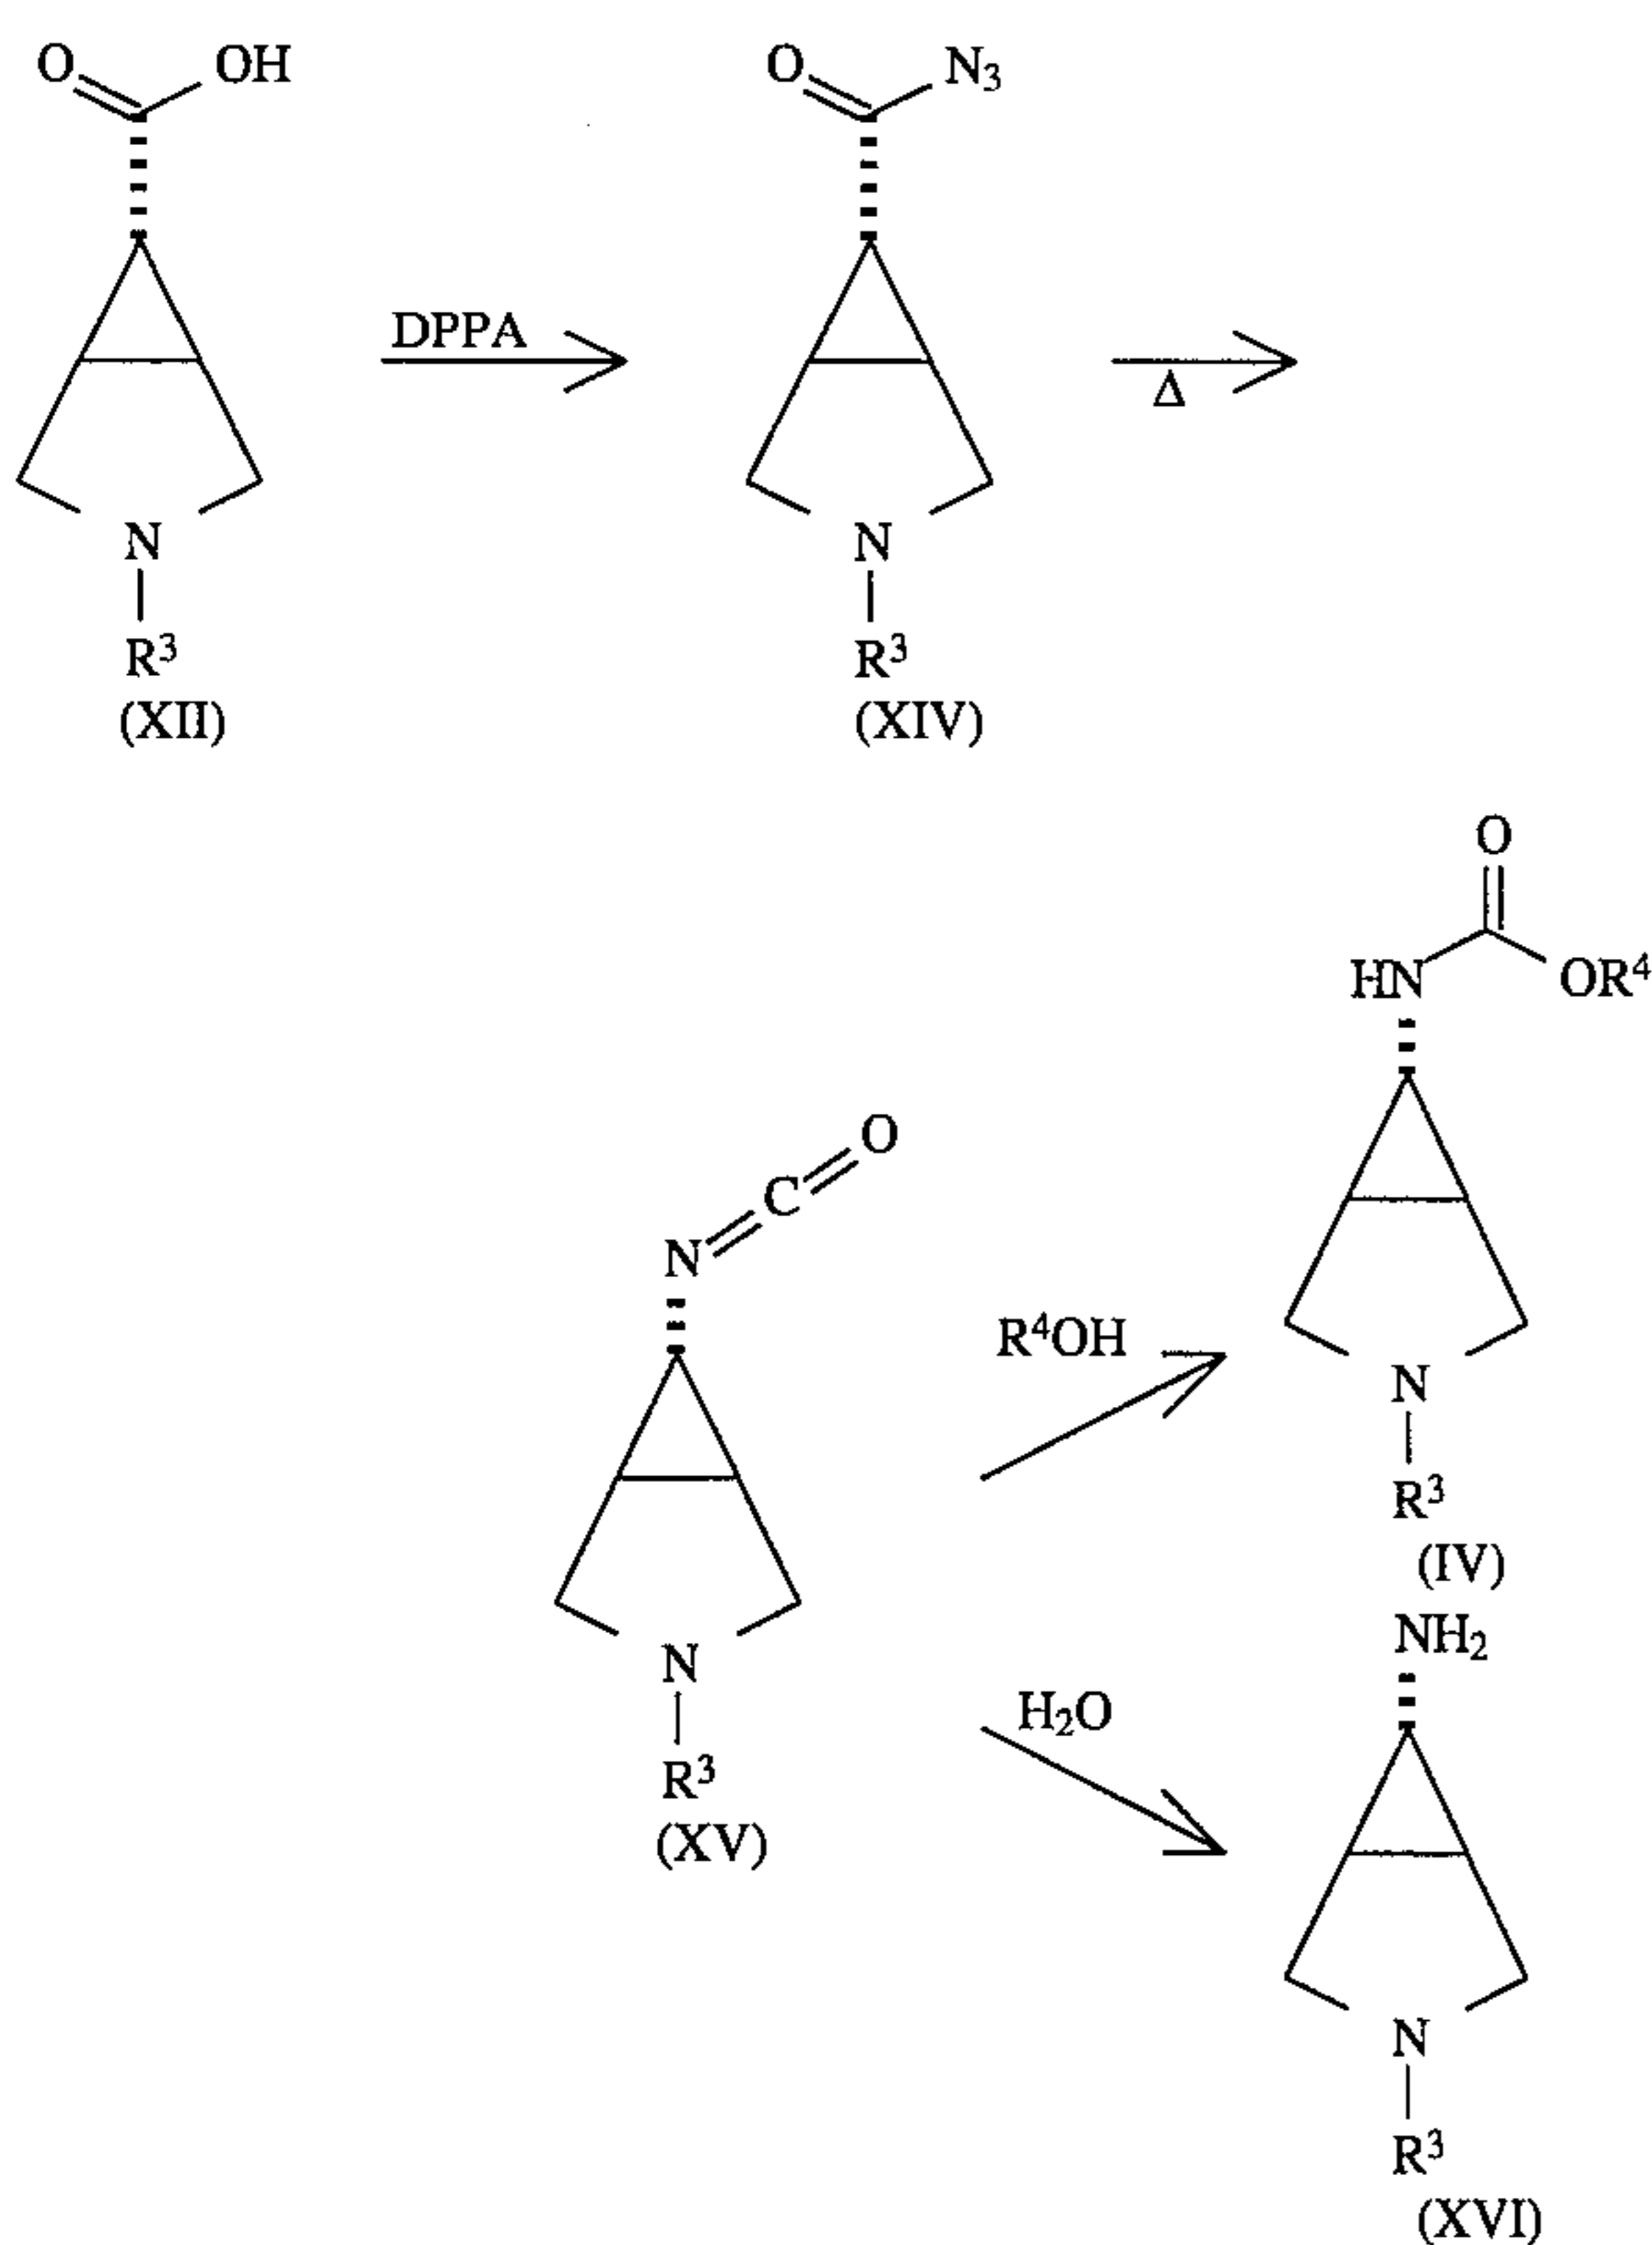 O OH
O N₃
DPPA
Δ
N
N
R³
R³
(XII)
(XIV)
O
HN OR⁴
O
C
N
R⁴OH
N
R³
(IV)
NH₂
N
H₂O
R³
(XV)
N
R³
(XVI)